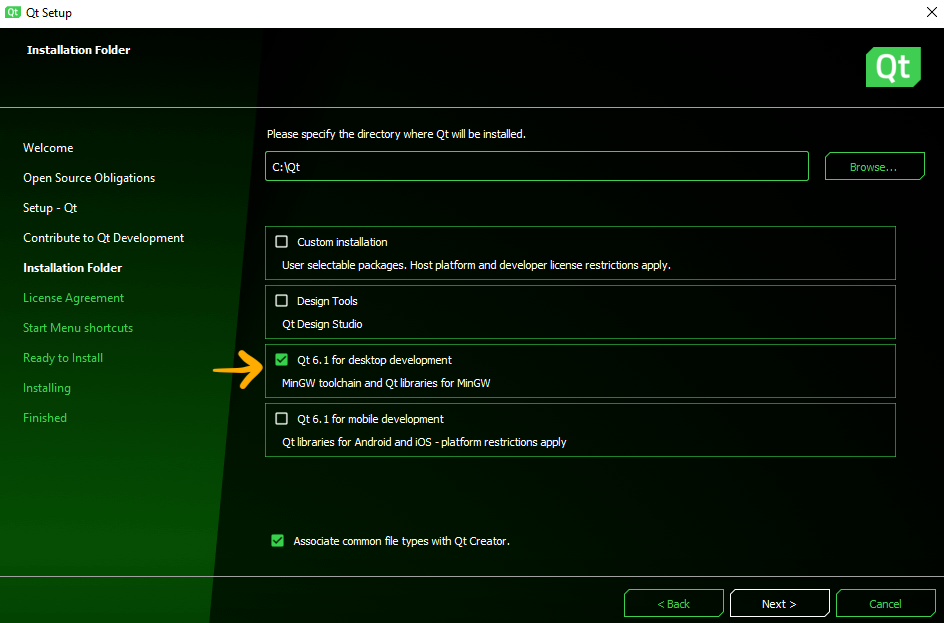 Qt Qt Setup
Installation Folder
Qt
Welcome
Open Source Obligations
Setup - Qt
Contribute to Qt Development
Installation Folder
License Agreement
Start Menu shortcuts
Ready to Install
Installing
Finished
Please specify the directory where Qt will be installed.
C:\Qt
Browse...
Custom installation
User selectable packages. Host platform and developer license restrictions apply.
Design Tools
Qt Design Studio
Qt 6.1 for desktop development
MinGW toolchain and Qt libraries for MinGW
Qt 6.1 for mobile development
Qt libraries for Android and iOS - platform restrictions apply
Associate common file types with Qt Creator.
< Back
Next >
Cancel